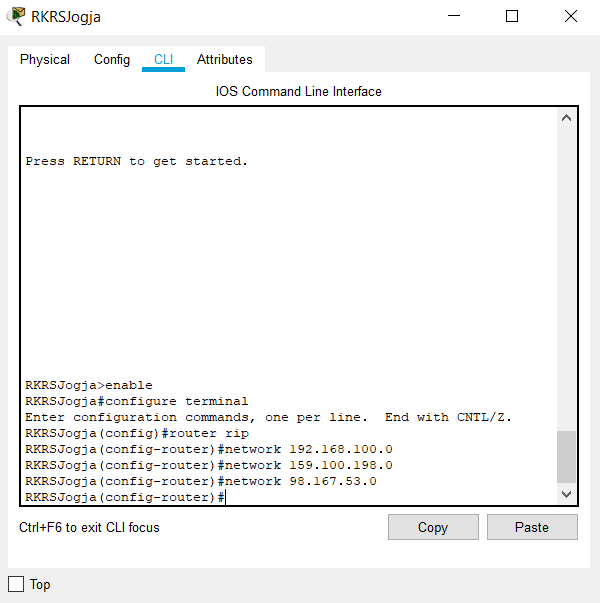 RKRSJogja
Physical Config CLI Attributes
IOS Command Line Interface
Press RETURN to get started.
RKRSJogja>enable
RKRSJogja#configure terminal
Enter configuration commands, one per line.  End with CNTL/Z.
RKRSJogja(config)#router rip
RKRSJogja(config-router)#network 192.168.100.0
RKRSJogja(config-router)#network 159.100.198.0
RKRSJogja(config-router)#network 98.167.53.0
RKRSJogja(config-router)#
Ctrl+F6 to exit CLI focus Copy Paste
Top